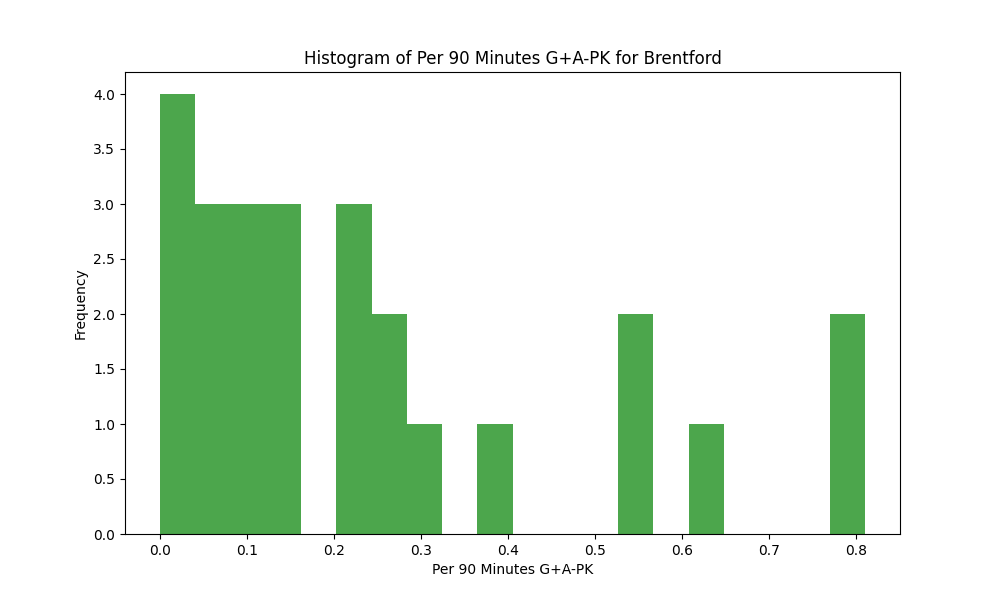 Histogram of Per 90 Minutes G+A-PK for Brentford
4.0
3.5
3.0
2.5
2.0
1.5
1.0
0.5
0.0
Frequency
0.0 0.1 0.2 0.3 0.4 0.5 0.6 0.7 0.8
Per 90 Minutes G+A-PK